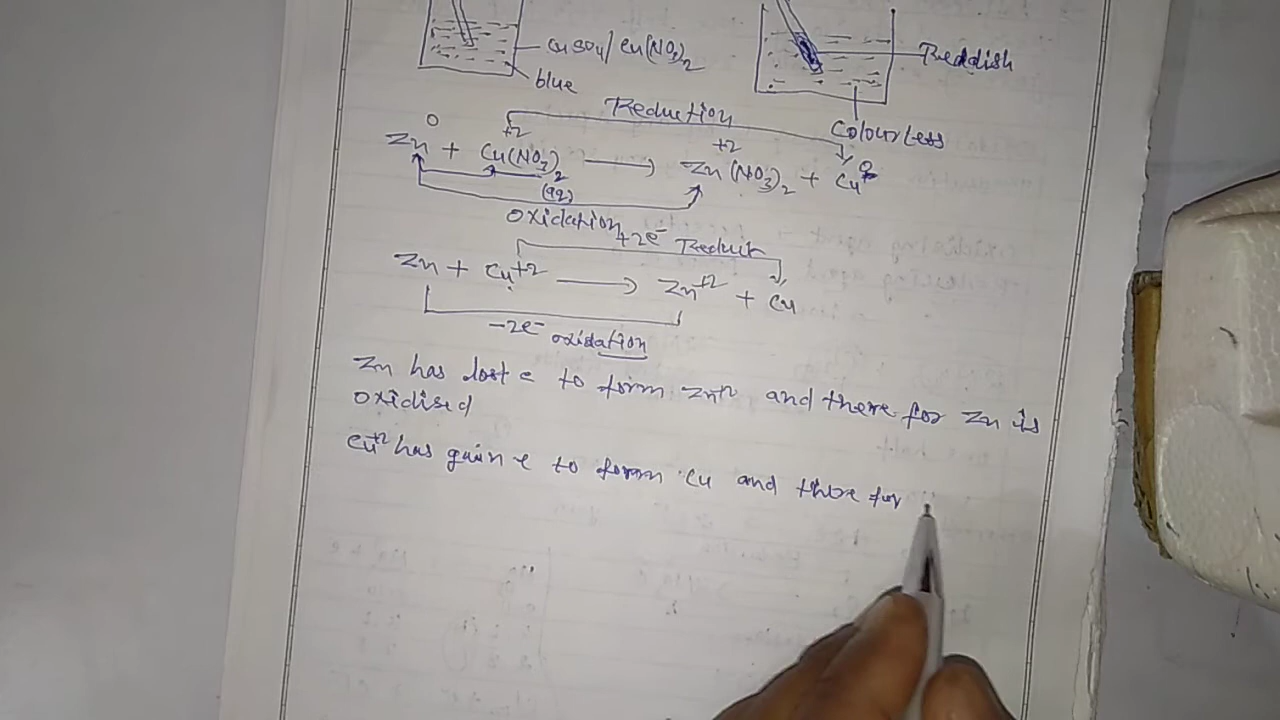 CuSO4/Cu(NO3)2
blue
Reddish
Colourless
Reduction
0 +2 +2 0
Zn + Cu(NO3)2 → Zn(NO3)2 + Cu
(aq)
oxidation
+2e- Reduct
Zn + Cu+2 → Zn+2 + Cu
-2e- oxidation
Zn has lost e to form Zn+2 and there for Zn is
oxidised
Cu+2 has gain e to form Cu and there for